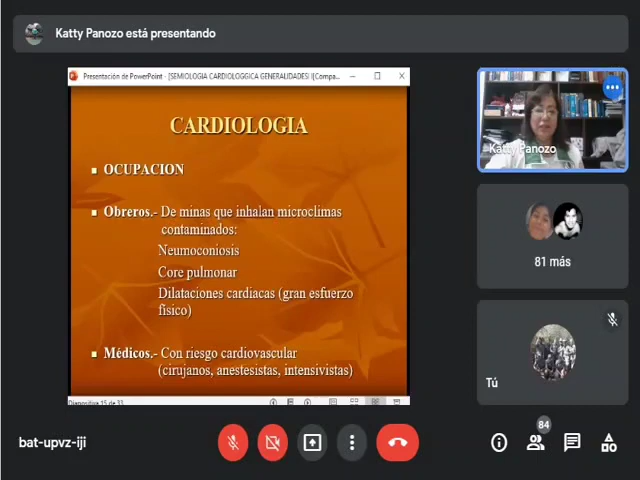 Katty Panozo está presentando
Presentación de PowerPoint - [SEMIOLOGIA CARDIOLOGGICA GENERALIDADES I[Compa...
CARDIOLOGIA
OCUPACION
Obreros.- De minas que inhalan microclimas
contaminados:
Neumoconiosis
Core pulmonar
Dilataciones cardiacas (gran esfuerzo
fisico)
Médicos.- Con riesgo cardiovascular
(cirujanos, anestesistas, intensivistas)
Diapositiva 15 de 33
Katty Panozo
81 más
Tú
bat-upvz-iji
84